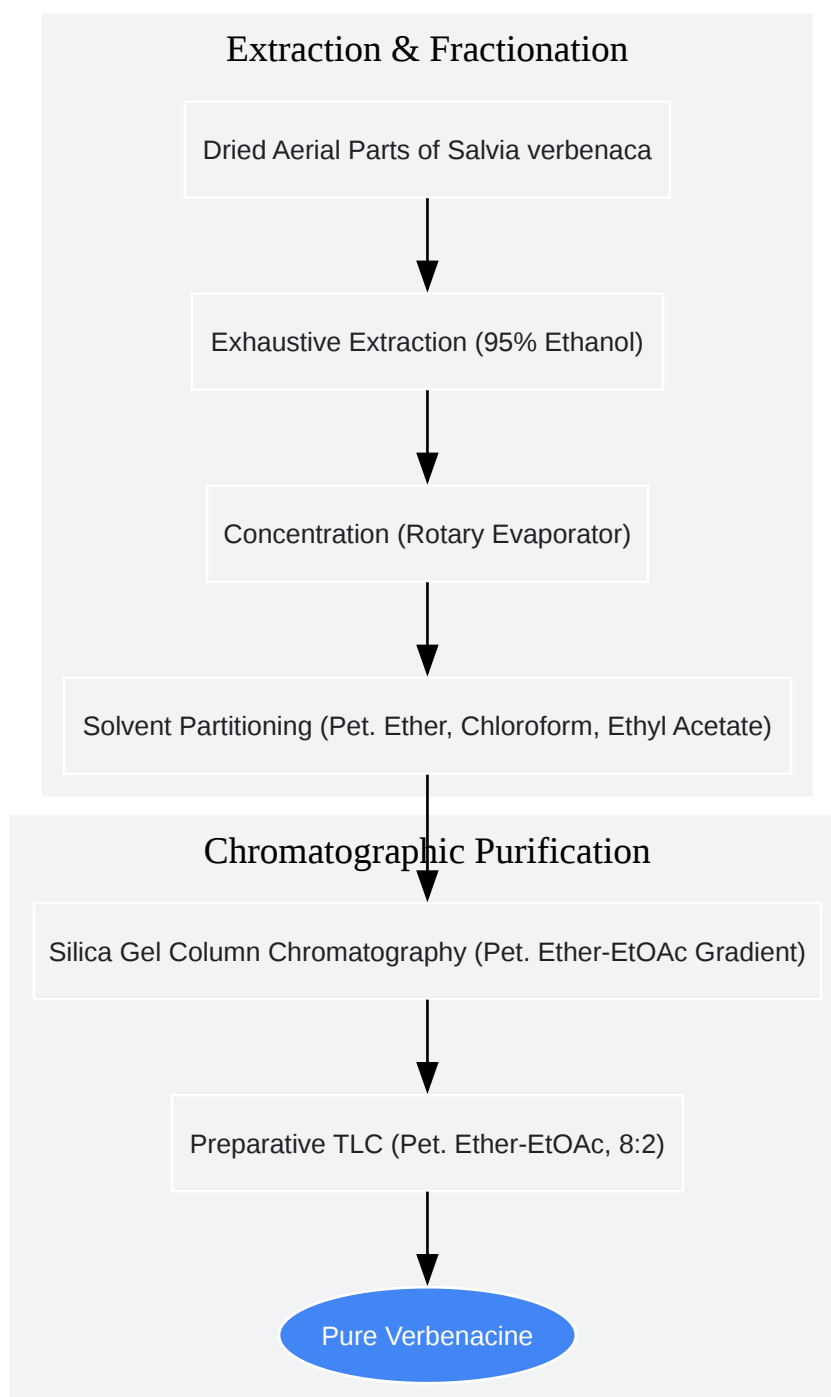 Extraction & Fractionation
Dried Aerial Parts of Salvia verbenaca
Exhaustive Extraction (95% Ethanol)
Concentration (Rotary Evaporator)
Solvent Partitioning (Pet. Ether, Chloroform, Ethyl Acetate)
Chromatographic Purification
Silica Gel Column Chromatography (Pet. Ether-EtOAc Gradient)
Preparative TLC (Pet. Ether-EtOAc, 8:2)
Pure Verbenacine